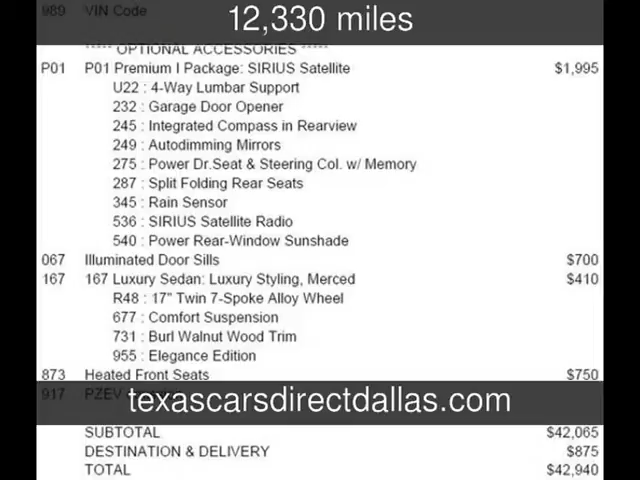 989 VIN Code
12,330 miles
***** OPTIONAL ACCESSORIES *****
P01 P01 Premium I Package: SIRIUS Satellite $1,995
U22 : 4-Way Lumbar Support
232 : Garage Door Opener
245 : Integrated Compass in Rearview
249 : Autodimming Mirrors
275 : Power Dr.Seat & Steering Col. w/ Memory
287 : Split Folding Rear Seats
345 : Rain Sensor
536 : SIRIUS Satellite Radio
540 : Power Rear-Window Sunshade
067 Illuminated Door Sills $700
167 167 Luxury Sedan: Luxury Styling, Merced $410
R48 : 17" Twin 7-Spoke Alloy Wheel
677 : Comfort Suspension
731 : Burl Walnut Wood Trim
955 : Elegance Edition
873 Heated Front Seats $750
917 PZEV
texascarsdirectdallas.com
SUBTOTAL $42,065
DESTINATION & DELIVERY $875
TOTAL $42,940